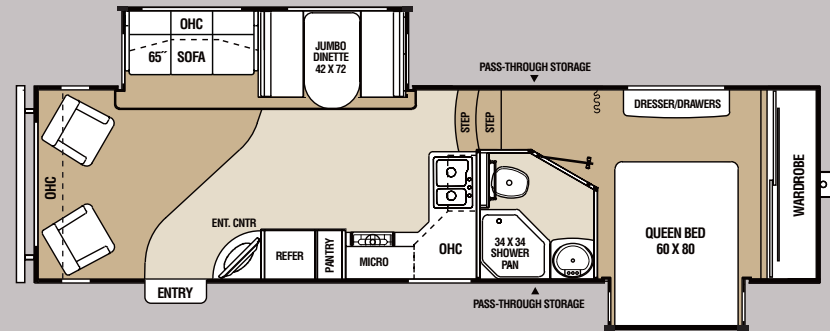 OHC
65˝ SOFA
JUMBO
DINETTE
42 X 72
PASS-THROUGH STORAGE
STEP
STEP
DRESSER/DRAWERS
OHC
WARDROBE
ENT. CNTR
REFER
PANTRY
MICRO
OHC
34 X 34
SHOWER
PAN
QUEEN BED
60 X 80
ENTRY
PASS-THROUGH STORAGE